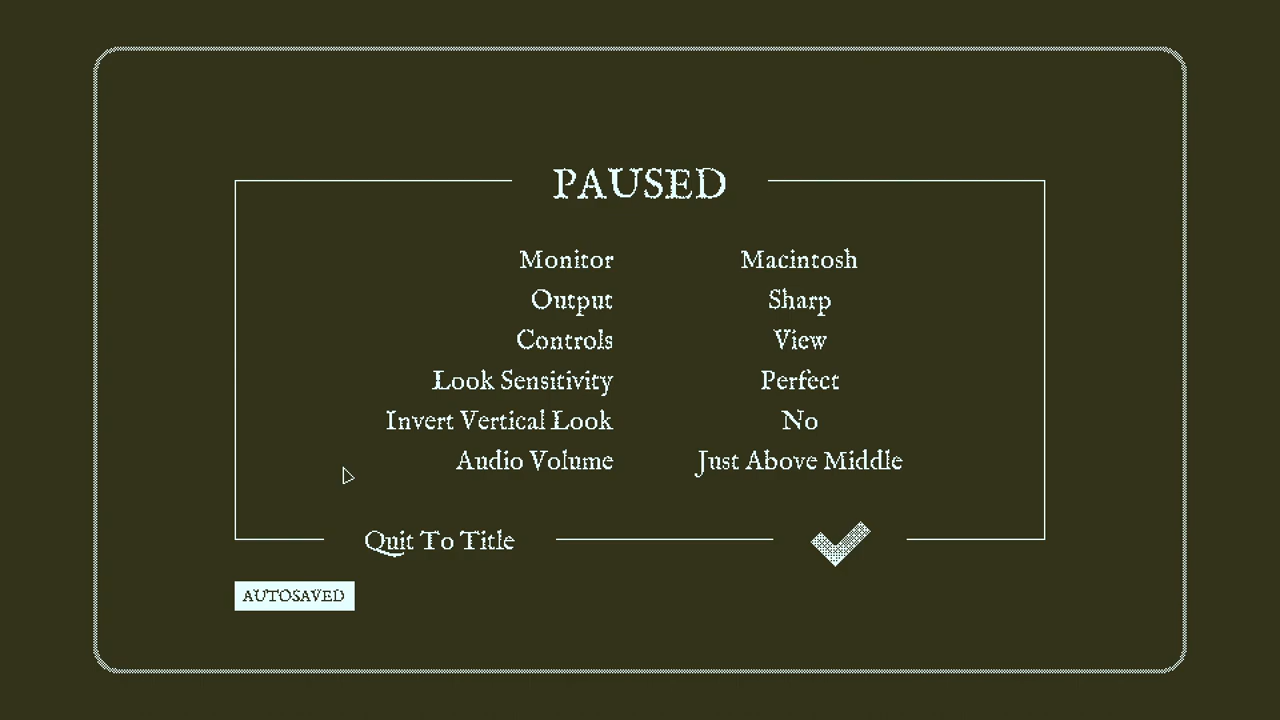 PAUSED
Monitor Macintosh
Output Sharp
Controls View
Look Sensitivity Perfect
Invert Vertical Look No
Audio Volume Just Above Middle
Quit To Title
AUTOSAVED